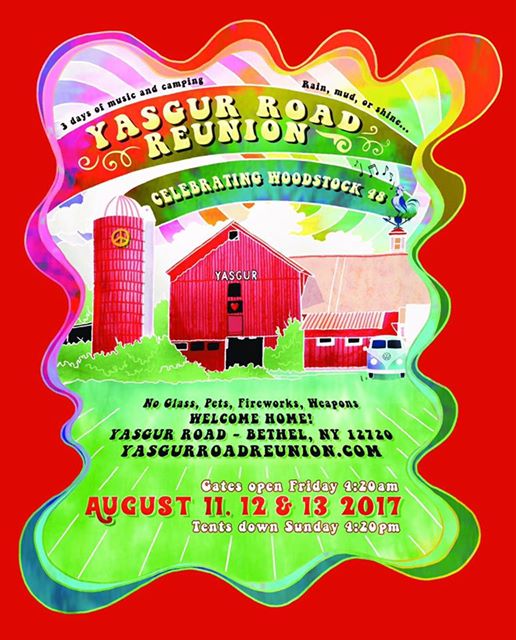 3 days of music and camping
Rain, mud, or shine...
YASGUR ROAD
REUNION
CELEBRATING WOODSTOCK 48
YASGUR
No Glass, Pets, Fireworks, Weapons
WELCOME HOME!
YASGUR ROAD - BETHEL, NY 12720
YASGURROADREUNION.COM
Gates open Friday 4:20am
AUGUST 11. 12 & 13 2017
Tents down Sunday 4:20pm